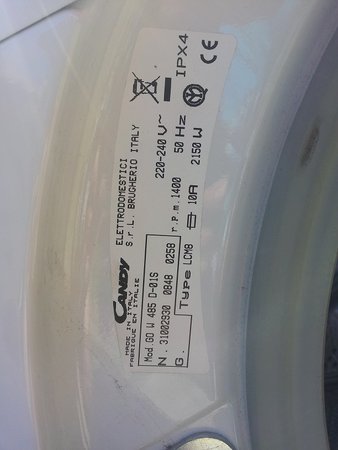 CANDY
ELETTRODOMESTICI
S.r.L. BRUGHERIO ITALY
MADE IN ITALY
FABRIQUE EN ITALIE
Mod GO W 485 D-01S
N. 31002930 0848 0258
G.
Type LCM8
220-240 V~
50 Hz
IPX4
r.p.m. 1400
10A
2150 W
CE